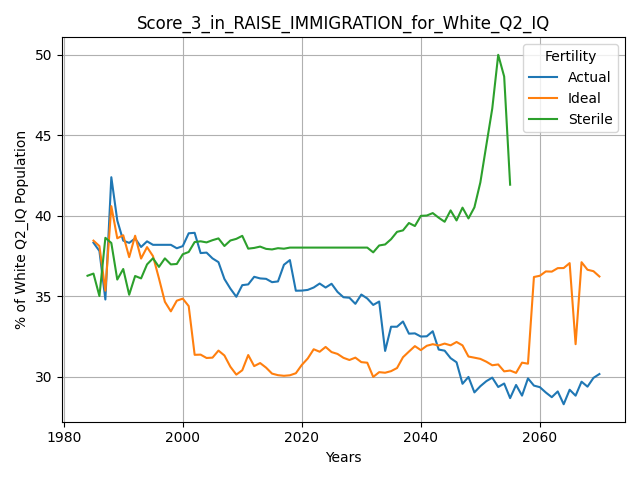 Score_3_in_RAISE_IMMIGRATION_for_White_Q2_IQ
% of White Q2_IQ Population
50
45
40
35
30
Fertility
Actual
Ideal
Sterile
1980
2000
2020
2040
2060
Years